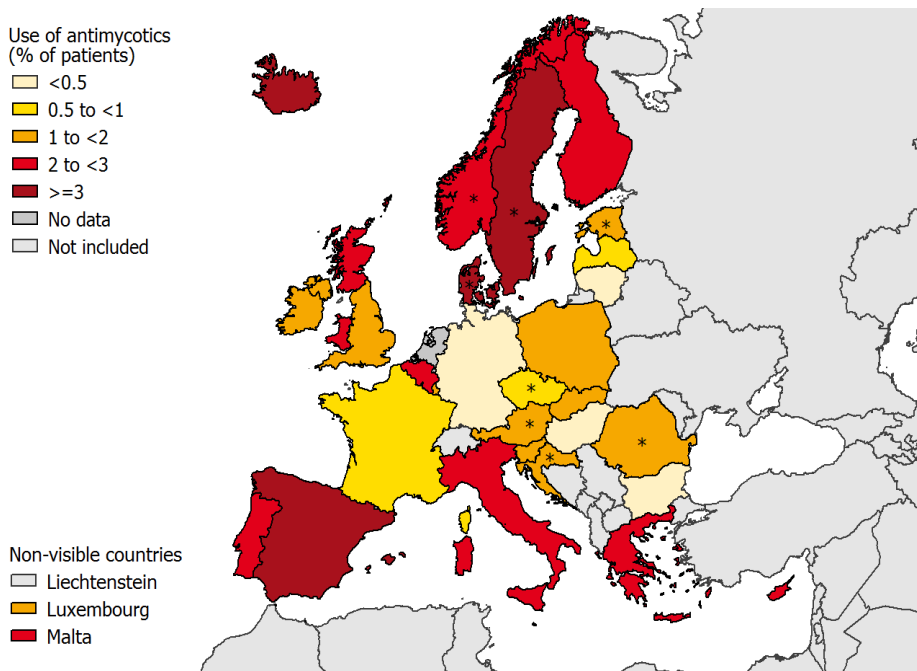 Use of antimycotics
(% of patients)
<0.5
0.5 to <1
1 to <2
2 to <3
>=3
No data
Not included
*
*
*
*
*
*
*
*
Non-visible countries
Liechtenstein
Luxembourg
Malta